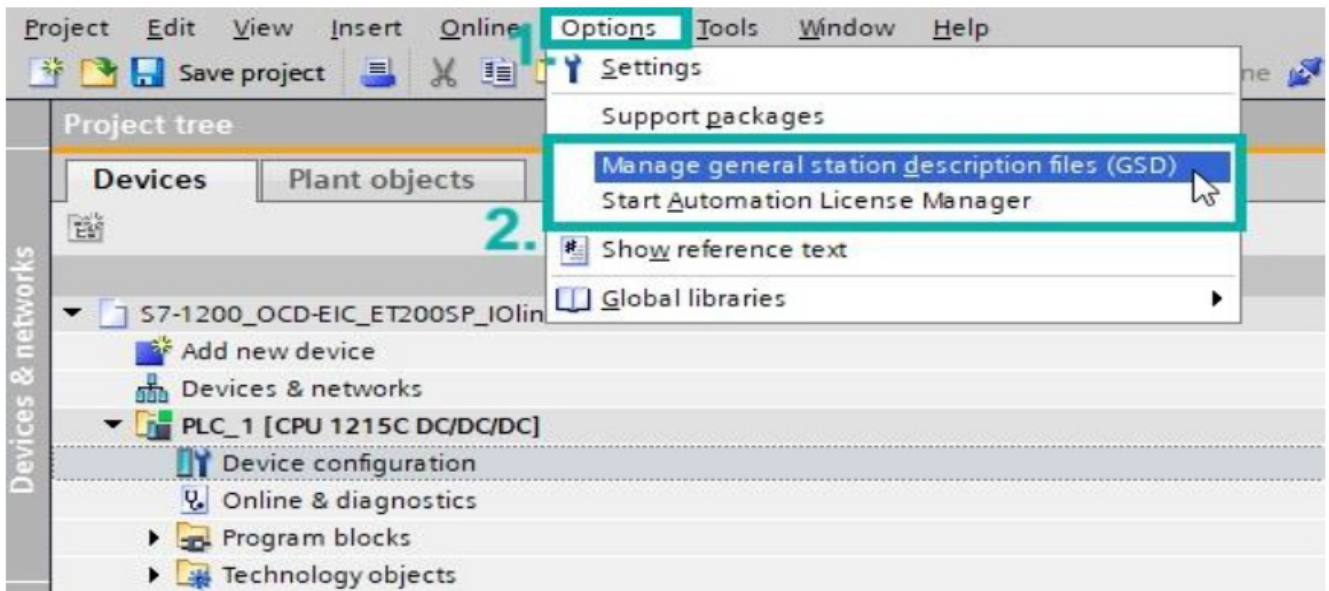 Project Edit View Insert Online Options Tools Window Help
1.
Save project
Settings
ne
Support packages
Project tree
Manage general station description files (GSD)
Devices Plant objects
Start Automation License Manager
2.
Show reference text
Global libraries
S7-1200_OCD-EIC_ET200SP_IOlin
Add new device
Devices & networks
PLC_1 [CPU 1215C DC/DC/DC]
Device configuration
Online & diagnostics
Program blocks
Technology objects
Devices & networks